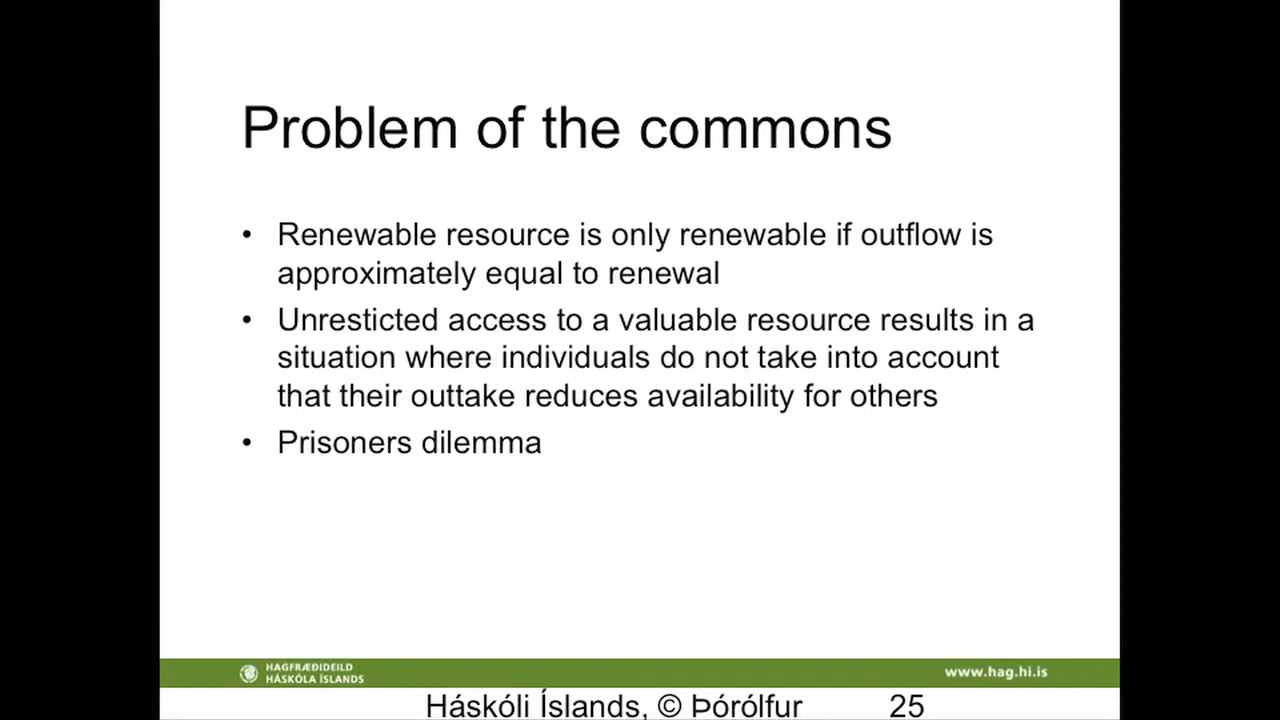 Problem of the commons
• Renewable resource is only renewable if outflow is
approximately equal to renewal
• Unresticted access to a valuable resource results in a
situation where individuals do not take into account
that their outtake reduces availability for others
• Prisoners dilemma
HAGFRÆÐIDEILD
HÁSKÓLA ÍSLANDS
www.hag.hi.is
Háskóli Íslands, © Þórólfur 25